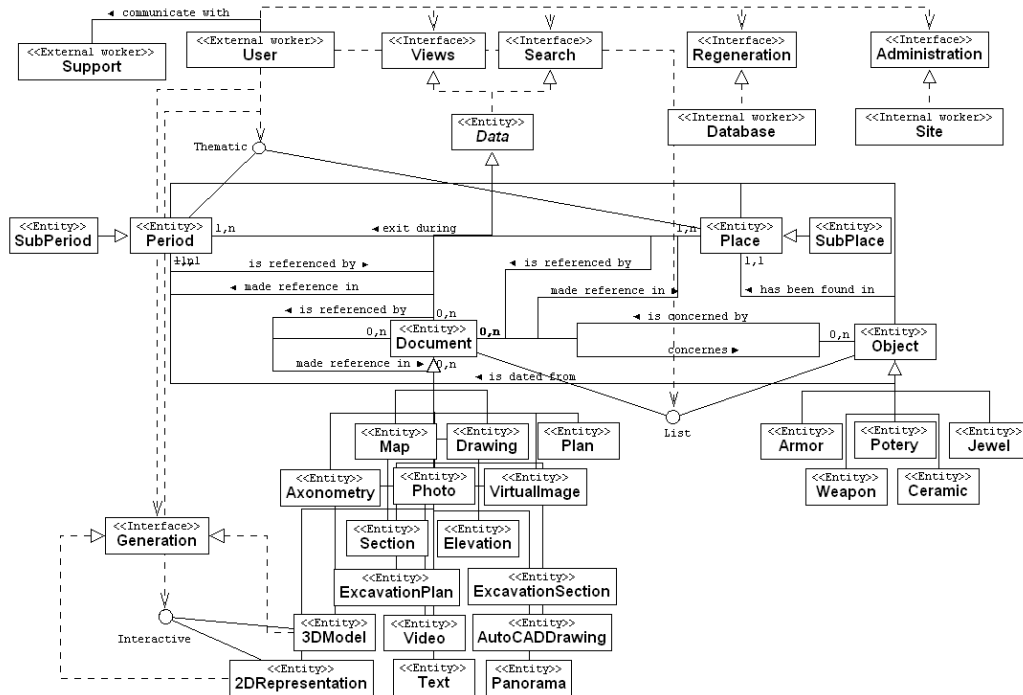 ◄ communicate with
<<External worker>>
Support
<<External worker>>
User
<<Interface>>
Views
<<Interface>>
Search
<<Interface>>
Regeneration
<<Interface>>
Administration
<<Entity>>
Data
<<Internal worker>>
Database
<<Internal worker>>
Site
Thematic
<<Entity>>
SubPeriod
<<Entity>>
Period
1,n
◄ exit during
1,n
<<Entity>>
Place
<<Entity>>
SubPlace
1,1
is referenced by ►
◄ is referenced by
◄ made reference in
made reference in ►
◄ has been found in
◄ is referenced by
0,n
◄ is concerned by
0,n
<<Entity>>
Document
0,n
0,n
<<Entity>>
Object
made reference in ►
0,n
concernes ►
◄ is dated from
List
<<Entity>>
Map
<<Entity>>
Drawing
<<Entity>>
Plan
<<Entity>>
Armor
<<Entity>>
Potery
<<Entity>>
Jewel
<<Entity>>
Axonometry
<<Entity>>
Photo
<<Entity>>
VirtualImage
<<Entity>>
Weapon
<<Entity>>
Ceramic
<<Interface>>
Generation
<<Entity>>
Section
<<Entity>>
Elevation
<<Entity>>
ExcavationPlan
<<Entity>>
ExcavationSection
Interactive
<<Entity>>
3DModel
<<Entity>>
Video
<<Entity>>
AutoCADDrawing
<<Entity>>
2DRepresentation
<<Entity>>
Text
<<Entity>>
Panorama